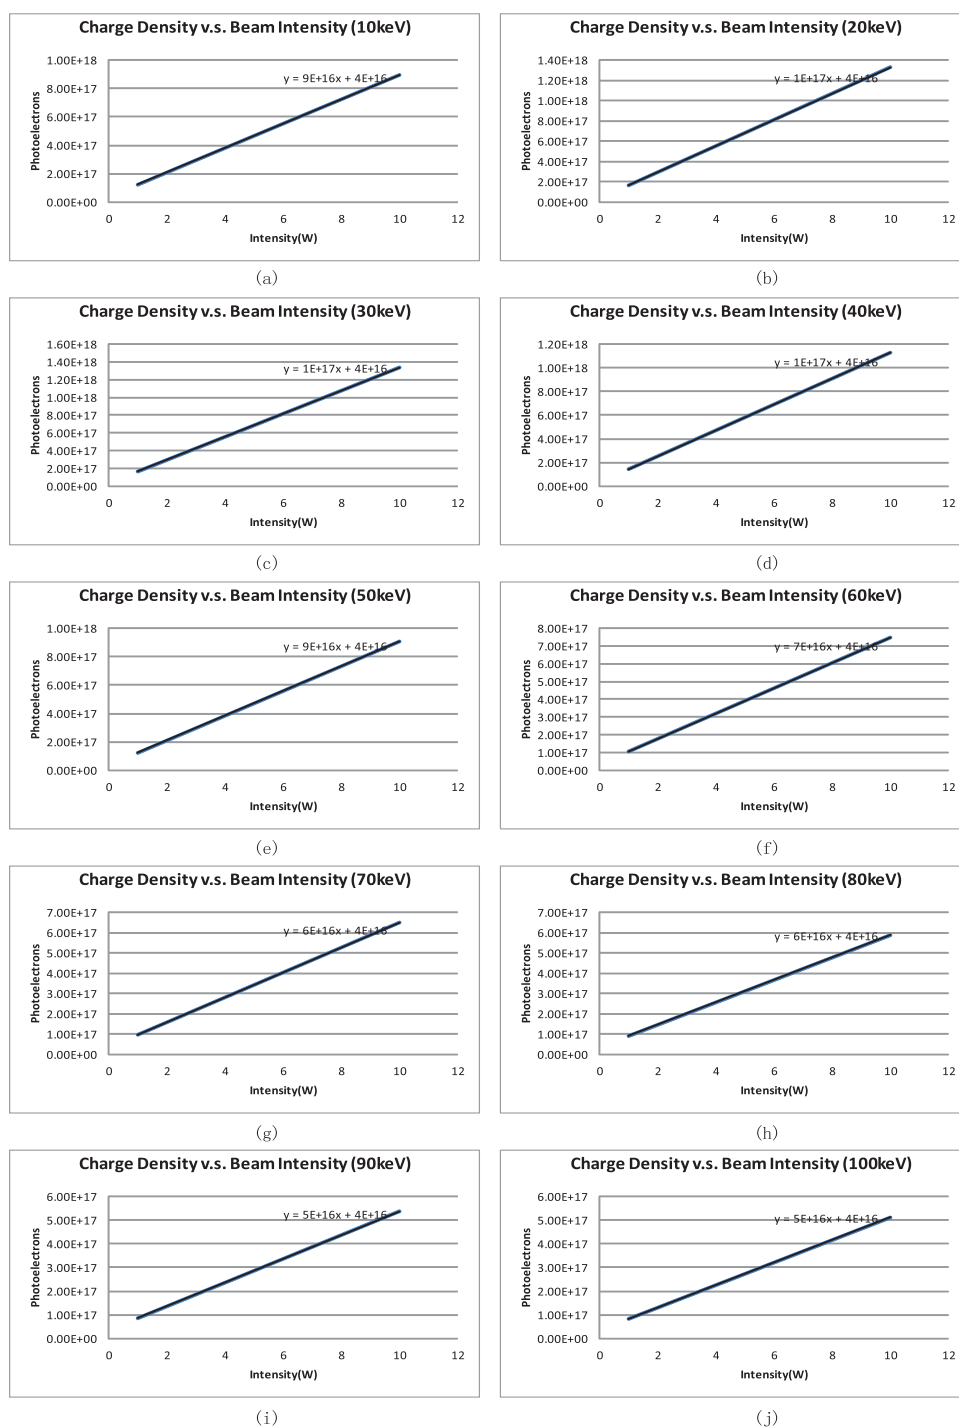 Charge Density v.s. Beam Intensity (10keV)
1.00E+18
8.00E+17
6.00E+17
4.00E+17
2.00E+17
0.00E+00
Photoelectrons
y = 9E+16x + 4E+16
0 2 4 6 8 10 12
Intensity(W)
(a)
Charge Density v.s. Beam Intensity (20keV)
1.40E+18
1.20E+18
1.00E+18
8.00E+17
6.00E+17
4.00E+17
2.00E+17
0.00E+00
Photoelectrons
y = 1E+17x + 4E+16
0 2 4 6 8 10 12
Intensity(W)
(b)
Charge Density v.s. Beam Intensity (30keV)
1.60E+18
1.40E+18
1.20E+18
1.00E+18
8.00E+17
6.00E+17
4.00E+17
2.00E+17
0.00E+00
Photoelectrons
y = 1E+17x + 4E+16
0 2 4 6 8 10 12
Intensity(W)
(c)
Charge Density v.s. Beam Intensity (40keV)
1.20E+18
1.00E+18
8.00E+17
6.00E+17
4.00E+17
2.00E+17
0.00E+00
Photoelectrons
y = 1E+17x + 4E+16
0 2 4 6 8 10 12
Intensity(W)
(d)
Charge Density v.s. Beam Intensity (50keV)
1.00E+18
8.00E+17
6.00E+17
4.00E+17
2.00E+17
0.00E+00
Photoelectrons
y = 9E+16x + 4E+16
0 2 4 6 8 10 12
Intensity(W)
(e)
Charge Density v.s. Beam Intensity (60keV)
8.00E+17
7.00E+17
6.00E+17
5.00E+17
4.00E+17
3.00E+17
2.00E+17
1.00E+17
0.00E+00
Photoelectrons
y = 7E+16x + 4E+16
0 2 4 6 8 10 12
Intensity(W)
(f)
Charge Density v.s. Beam Intensity (70keV)
7.00E+17
6.00E+17
5.00E+17
4.00E+17
3.00E+17
2.00E+17
1.00E+17
0.00E+00
Photoelectrons
y = 6E+16x + 4E+16
0 2 4 6 8 10 12
Intensity(W)
(g)
Charge Density v.s. Beam Intensity (80keV)
7.00E+17
6.00E+17
5.00E+17
4.00E+17
3.00E+17
2.00E+17
1.00E+17
0.00E+00
Photoelectrons
y = 6E+16x + 4E+16
0 2 4 6 8 10 12
Intensity(W)
(h)
Charge Density v.s. Beam Intensity (90keV)
6.00E+17
5.00E+17
4.00E+17
3.00E+17
2.00E+17
1.00E+17
0.00E+00
Photoelectrons
y = 5E+16x + 4E+16
0 2 4 6 8 10 12
Intensity(W)
(i)
Charge Density v.s. Beam Intensity (100keV)
6.00E+17
5.00E+17
4.00E+17
3.00E+17
2.00E+17
1.00E+17
0.00E+00
Photoelectrons
y = 5E+16x + 4E+16
0 2 4 6 8 10 12
Intensity(W)
(j)